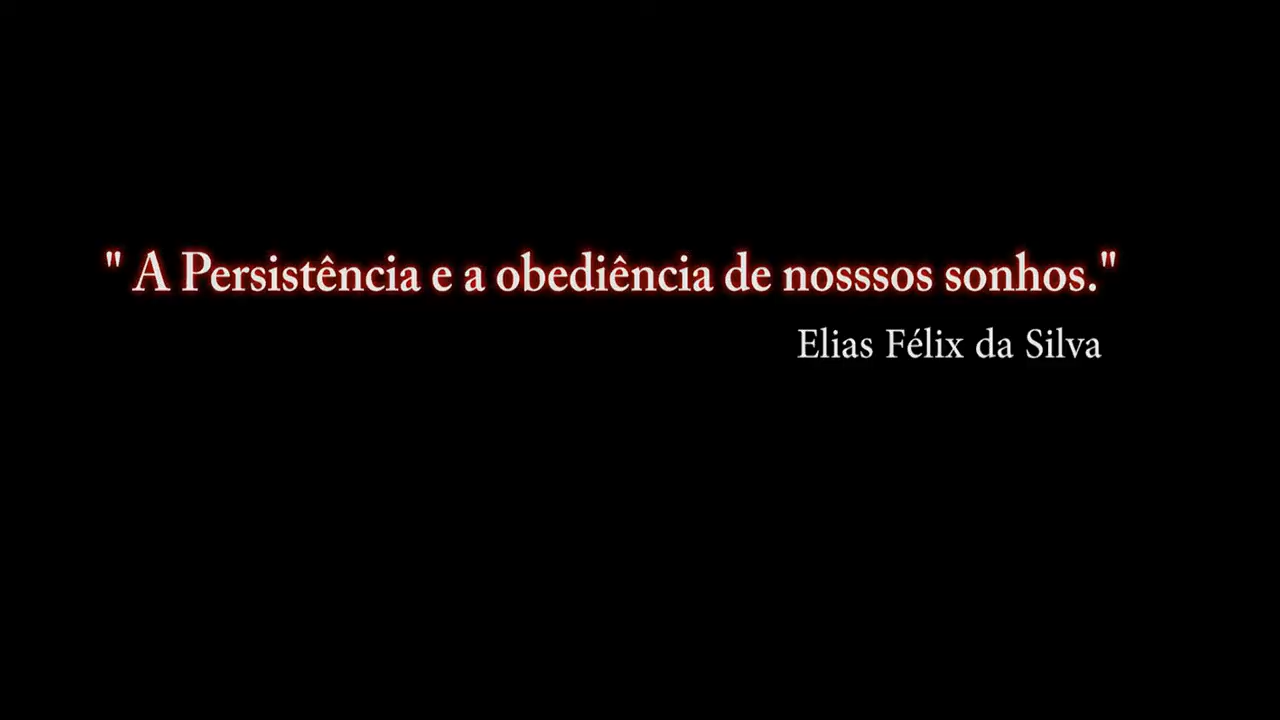 " A Persistência e a obediência de nosssos sonhos."
Elias Félix da Silva